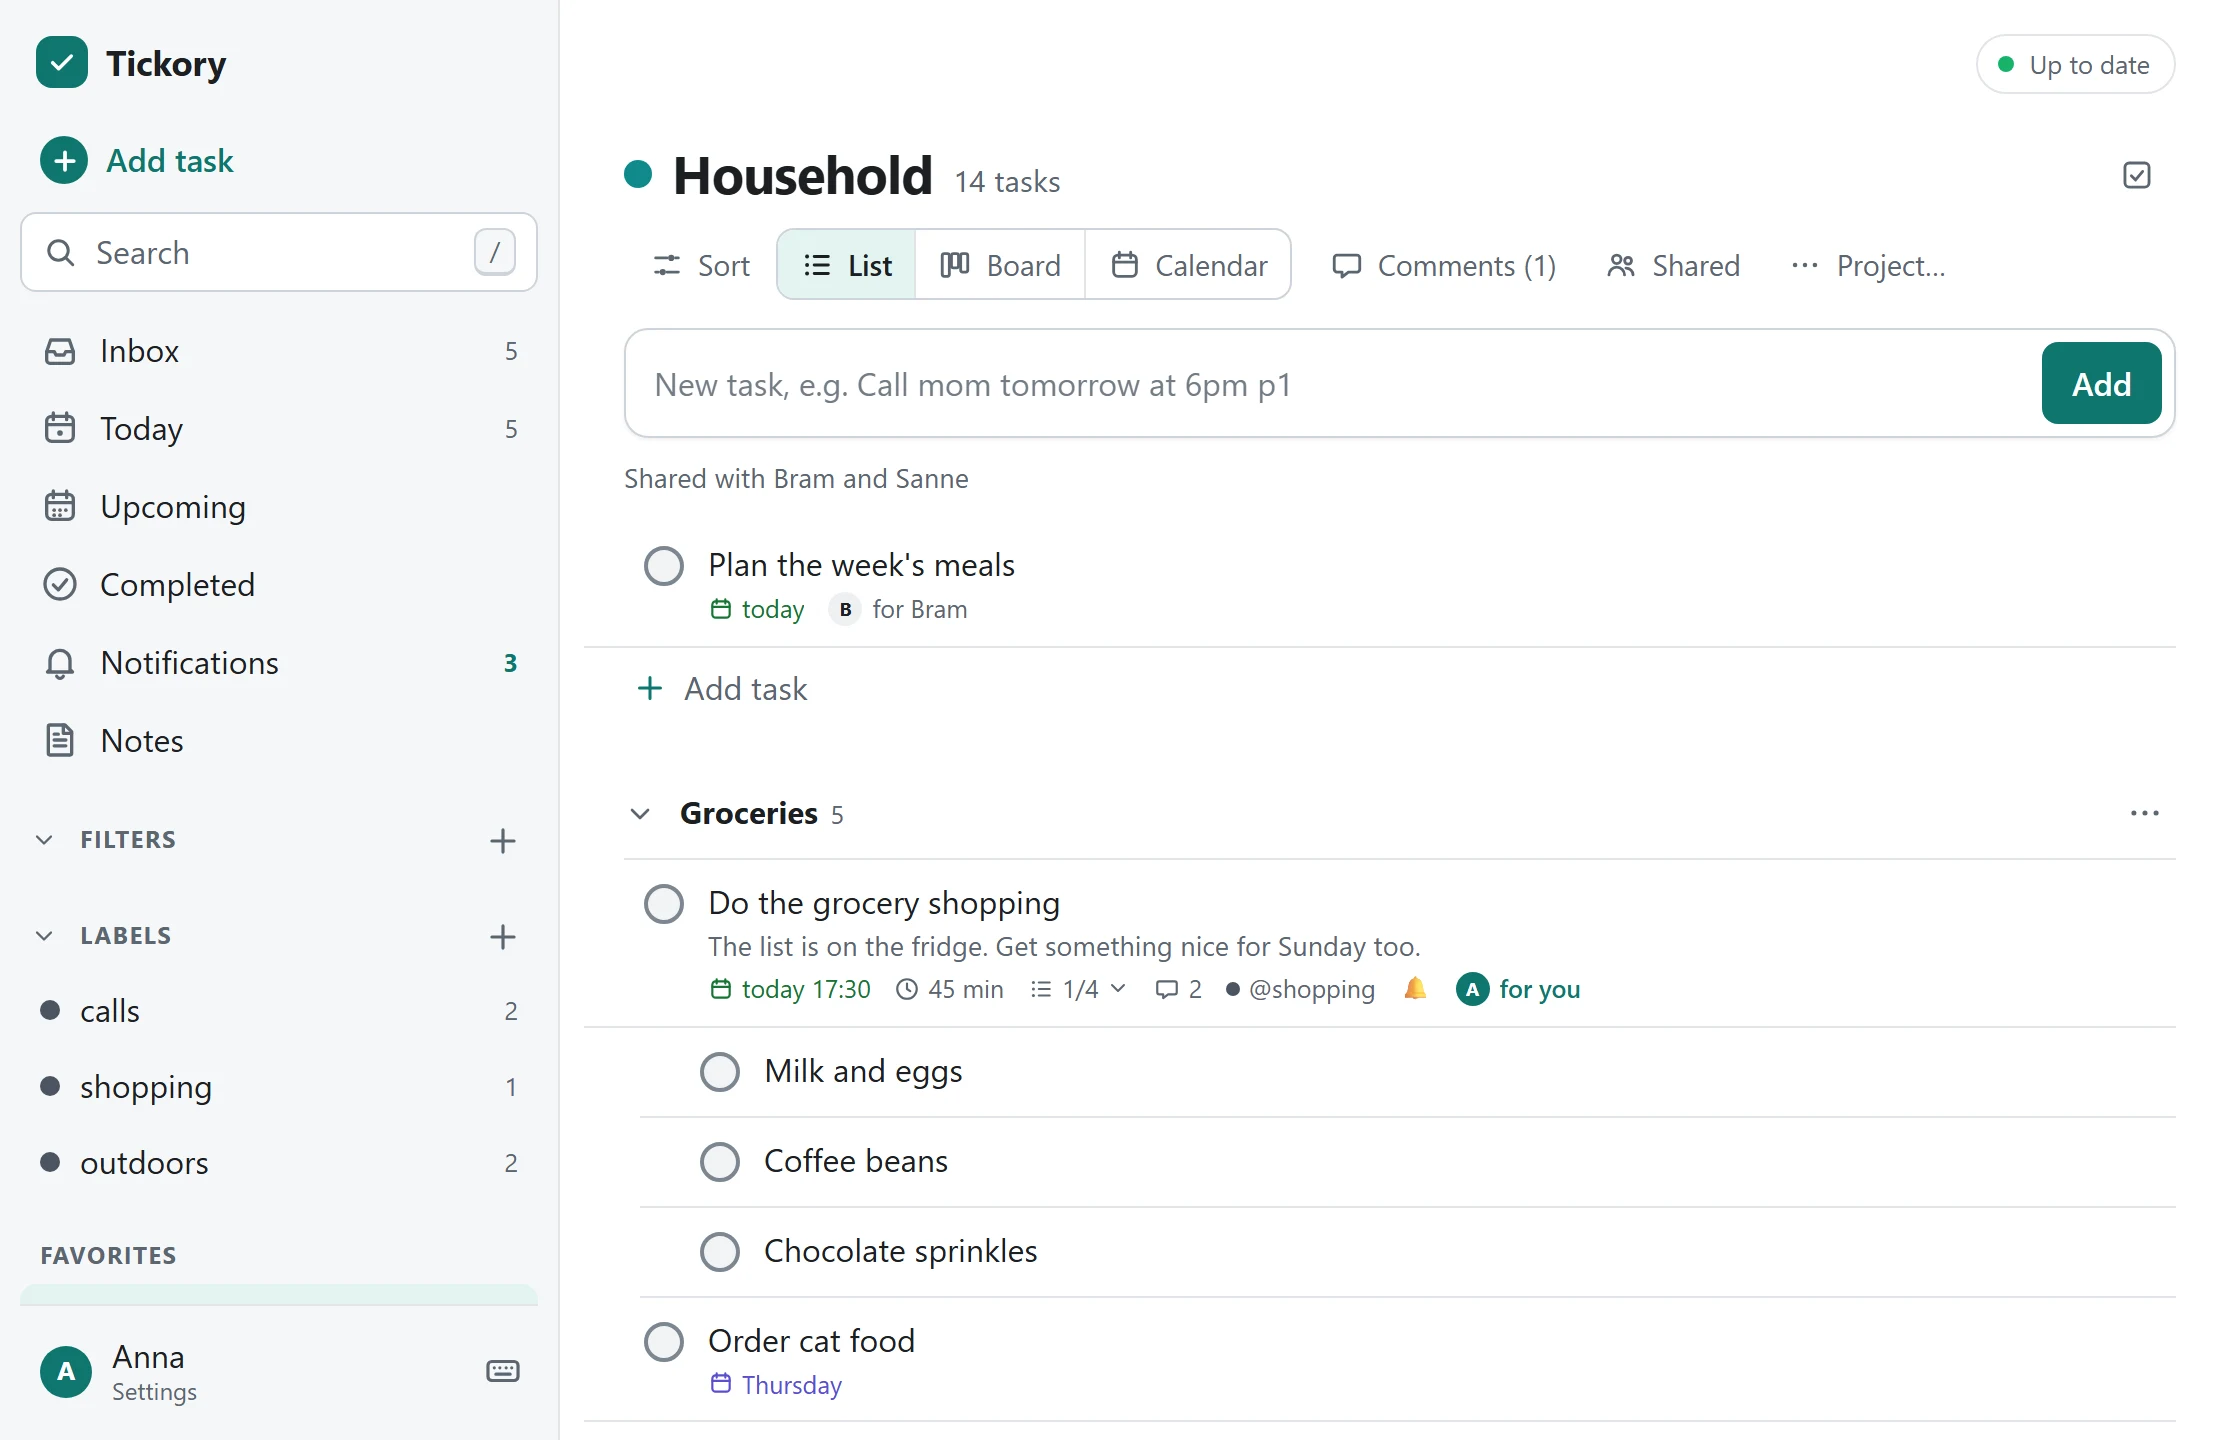 Tickory
Add task
Search /
Inbox 5
Today 5
Upcoming
Completed
Notifications 3
Notes
FILTERS
LABELS
calls 2
shopping 1
outdoors 2
FAVORITES
A Anna
Settings
Up to date
Household 14 tasks
Sort List Board Calendar Comments (1) Shared Project...
New task, e.g. Call mom tomorrow at 6pm p1 Add
Shared with Bram and Sanne
Plan the week's meals
today B for Bram
Add task
Groceries 5
Do the grocery shopping
The list is on the fridge. Get something nice for Sunday too.
today 17:30 45 min 1/4 2 @shopping A for you
Milk and eggs
Coffee beans
Chocolate sprinkles
Order cat food
Thursday